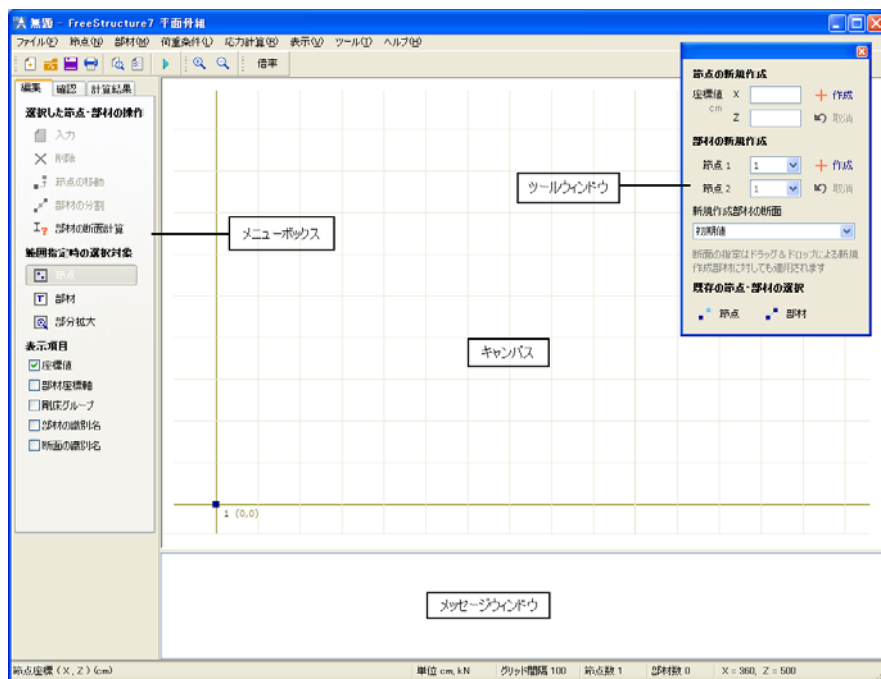 無題 - FreeStructure7 平面骨組
ファイル(F) 節点(N) 部材(M) 荷重条件(L) 応力計算(R) 表示(V) ツール(T) ヘルプ(H)
倍率
編集 確認 計算結果
選択した節点・部材の操作
入力
削除
節点の移動
部材の分割
部材の断面計算
範囲指定時の選択対象
節点
部材
部分拡大
表示項目
座標値
部材座標軸
剛床グループ
部材の識別名
断面の識別名
メニューボックス
ツールウィンドウ
キャンバス
1 (0,0)
メッセージウィンドウ
節点の新規作成
座標値 X 作成
cm
Z 取消
部材の新規作成
節点 1 1 作成
節点 2 1 取消
新規作成部材の断面
初期値
断面の指定はドラッグ&ドロップによる新規
作成部材に対しても適用されます
既存の節点・部材の選択
節点 部材
節点座標 (X, Z) (cm)
単位 cm, kN グリッド間隔 100 節点数 1 部材数 0 X = 360, Z = 500